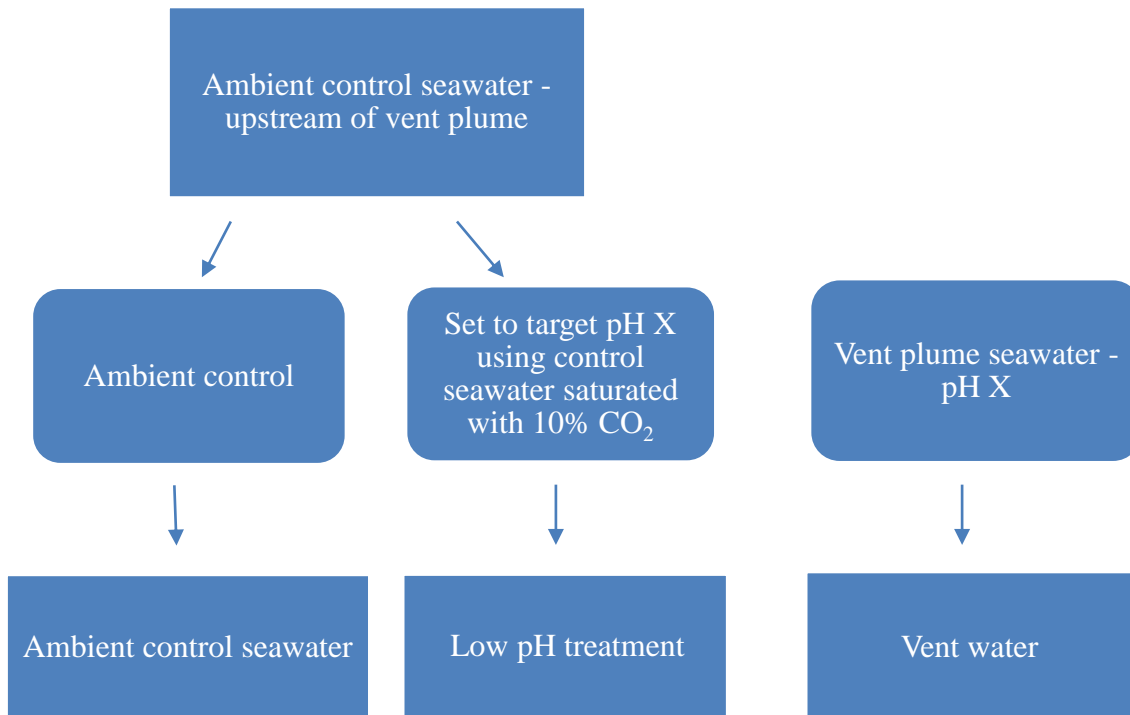 Ambient control seawater -
upstream of vent plume
Ambient control
Set to target pH X
using control
seawater saturated
with 10% CO₂
Vent plume seawater -
pH X
Ambient control seawater
Low pH treatment
Vent water